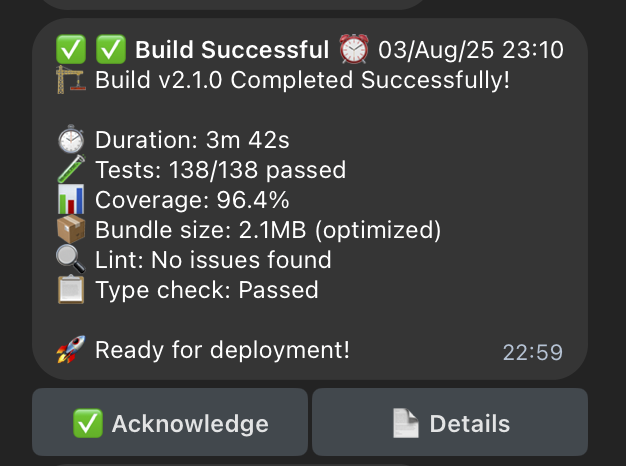 ✅ ✅ Build Successful ⏰ 03/Aug/25 23:10
🏗️ Build v2.1.0 Completed Successfully!
⏱️ Duration: 3m 42s
🧪 Tests: 138/138 passed
📊 Coverage: 96.4%
📦 Bundle size: 2.1MB (optimized)
🔍 Lint: No issues found
📋 Type check: Passed
🚀 Ready for deployment!
22:59
✅ Acknowledge
📄 Details